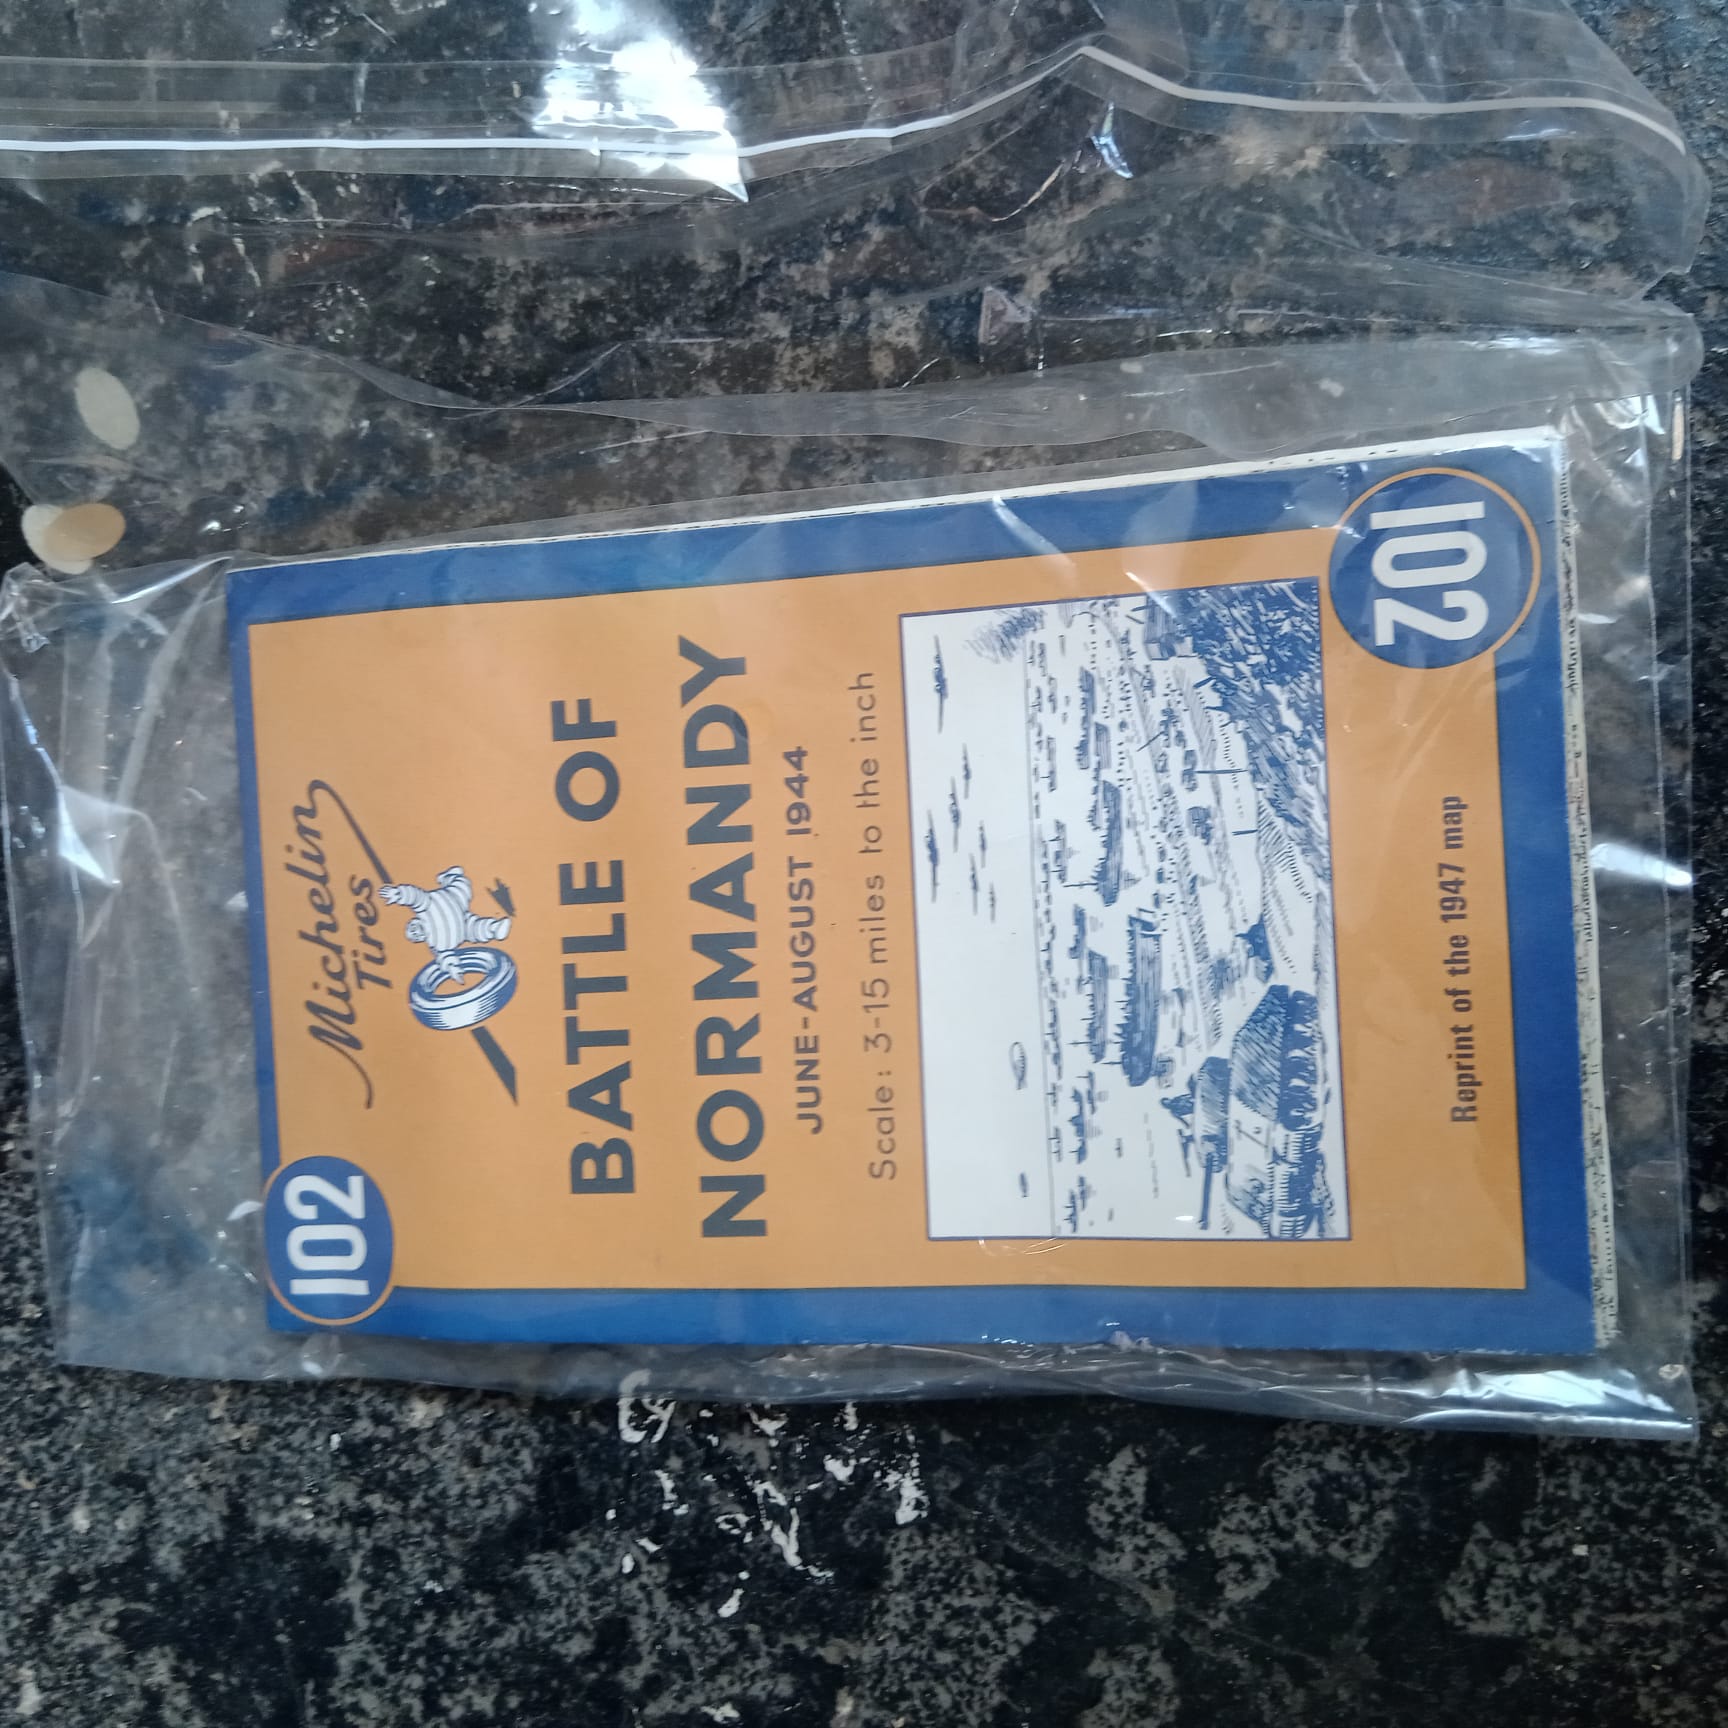 102
Michelin
Tires
BATTLE OF
NORMANDY
JUNE-AUGUST 1944
Scale: 3-15 miles to the inch
Reprint of the 1947 map
102